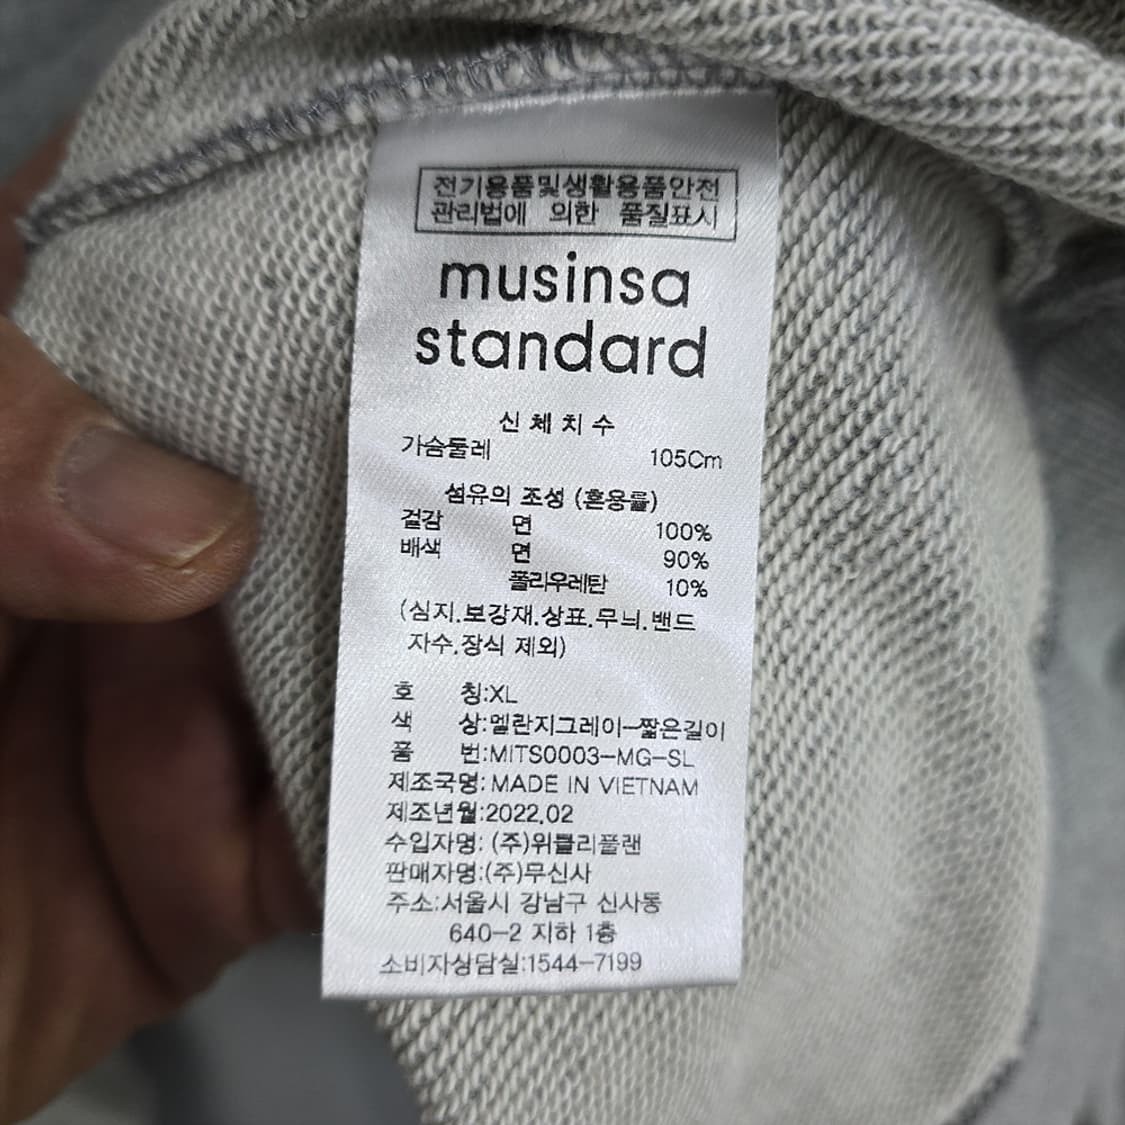 전기용품및생활용품안전
관리법에 의한 품질표시
musinsa
standard
신체치수
가슴둘레 105Cm
섬유의 조성 (혼용률)
겉감 면 100%
배색 면 90%
폴리우레탄 10%
(심지.보강재.상표.무늬.밴드
자수.장식 제외)
호 칭:XL
색 상:멜란지그레이-짧은길이
품 번:MITS0003-MG-SL
제조국명:MADE IN VIETNAM
제조년월:2022.02
수입자명: (주)위클리플랜
판매자명:(주)무신사
주소:서울시 강남구 신사동
640-2 지하 1층
소비자상담실:1544-7199